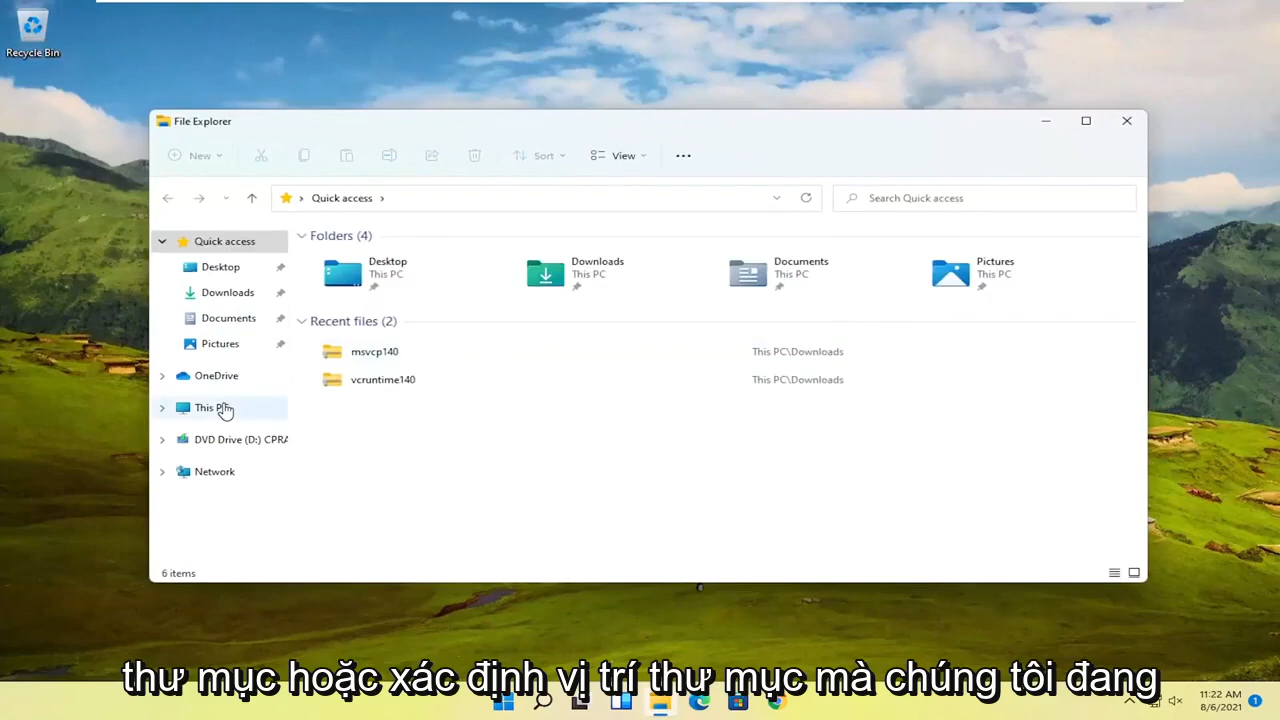 Recycle Bin
File Explorer
New
Sort
View
Quick access
Search Quick access
Quick access
Desktop
Downloads
Documents
Pictures
OneDrive
DVD Drive (D:) CPRA
Network
Folders (4)
Desktop
This PC
Downloads
This PC
Documents
This PC
Pictures
This PC
Recent files (2)
msvcp140
This PC\Downloads
vcruntime140
This PC\Downloads
6 items
thư mục hoặc xác định vị trí thư mục mà chúng tôi đang
11:22 AM
8/6/2021
1